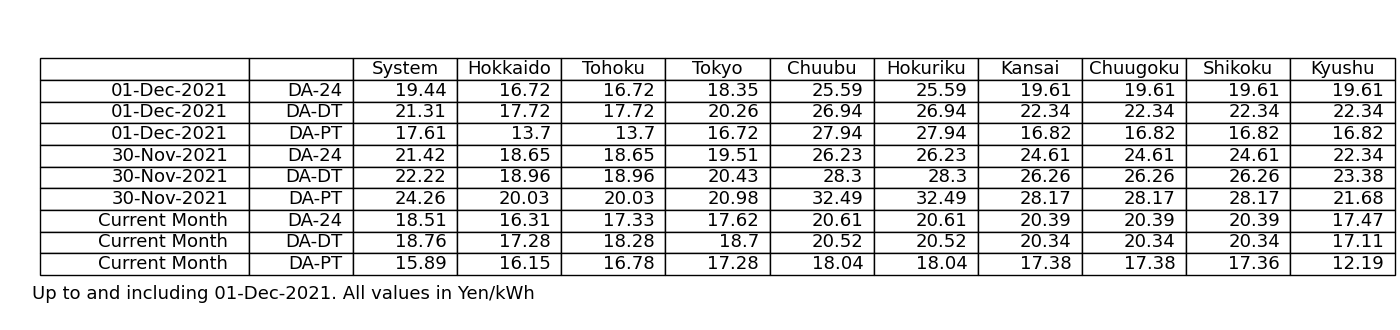 System Hokkaido Tohoku Tokyo Chuubu Hokuriku Kansai Chuugoku Shikoku Kyushu
01-Dec-2021 DA-24 19.44 16.72 16.72 18.35 25.59 25.59 19.61 19.61 19.61 19.61
01-Dec-2021 DA-DT 21.31 17.72 17.72 20.26 26.94 26.94 22.34 22.34 22.34 22.34
01-Dec-2021 DA-PT 17.61 13.7 13.7 16.72 27.94 27.94 16.82 16.82 16.82 16.82
30-Nov-2021 DA-24 21.42 18.65 18.65 19.51 26.23 26.23 24.61 24.61 24.61 22.34
30-Nov-2021 DA-DT 22.22 18.96 18.96 20.43 28.3 28.3 26.26 26.26 26.26 23.38
30-Nov-2021 DA-PT 24.26 20.03 20.03 20.98 32.49 32.49 28.17 28.17 28.17 21.68
Current Month DA-24 18.51 16.31 17.33 17.62 20.61 20.61 20.39 20.39 20.39 17.47
Current Month DA-DT 18.76 17.28 18.28 18.7 20.52 20.52 20.34 20.34 20.34 17.11
Current Month DA-PT 15.89 16.15 16.78 17.28 18.04 18.04 17.38 17.38 17.36 12.19
Up to and including 01-Dec-2021. All values in Yen/kWh